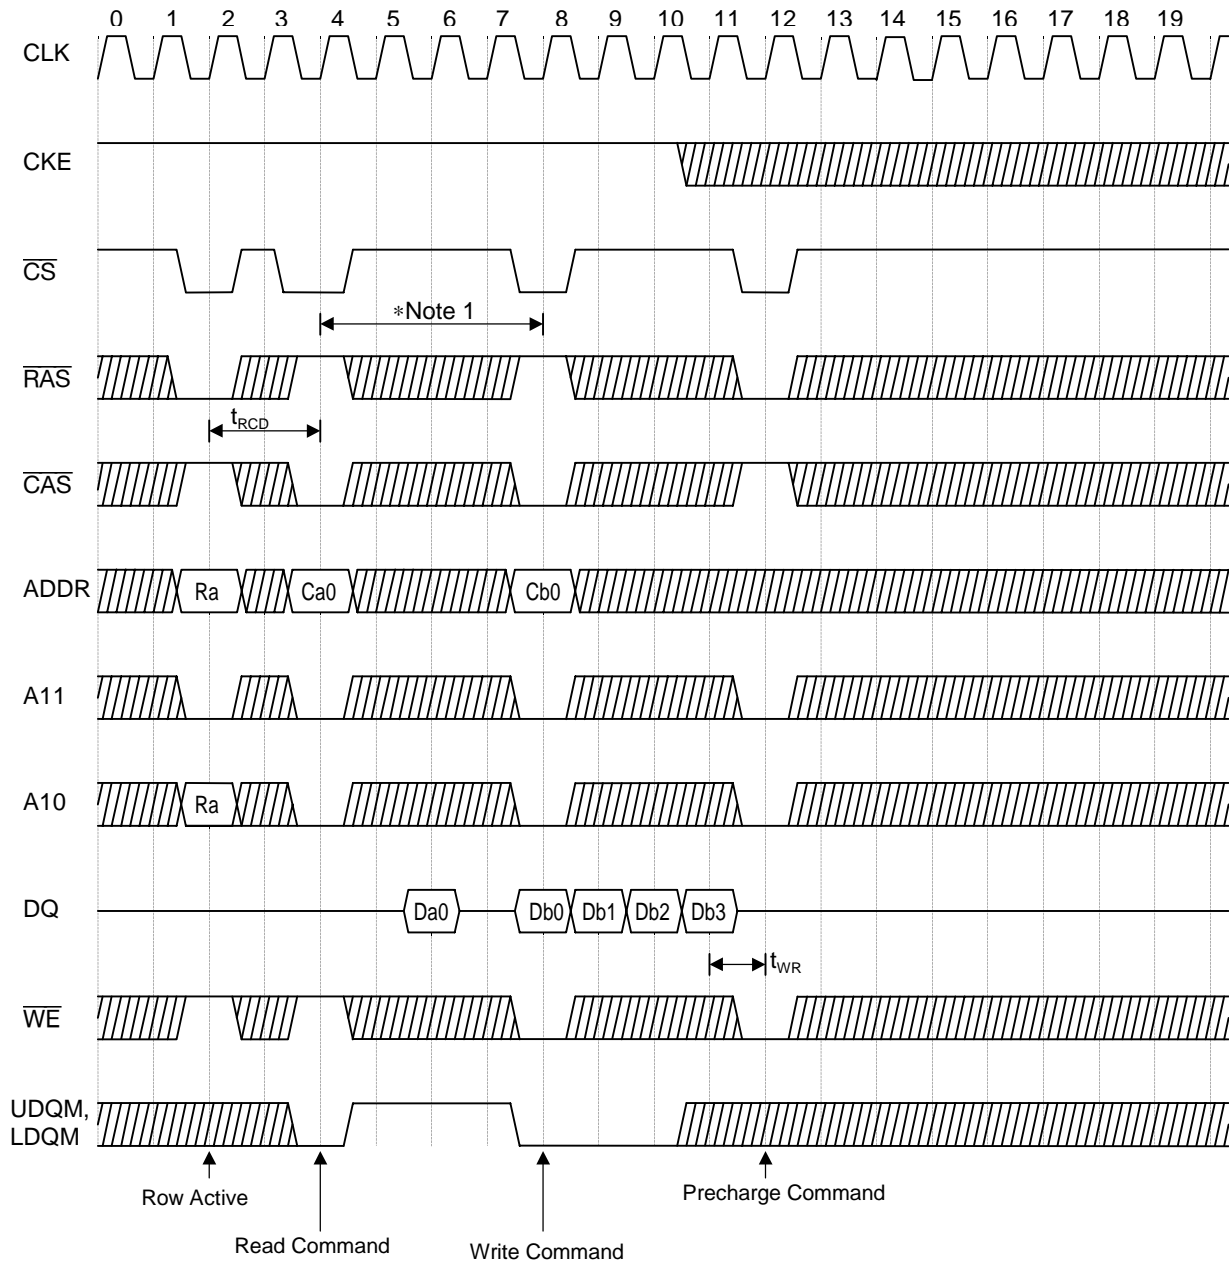 0 1 2 3 4 5 6 7 8 9 10 11 12 13 14 15 16 17 18 19
CLK
CKE
CS
∗Note 1
RAS
tRCD
CAS
ADDR Ra Ca0 Cb0
A11
A10 Ra
DQ Da0 Db0 Db1 Db2 Db3
tWR
WE
UDQM,
LDQM
Row Active Precharge Command
Read Command Write Command